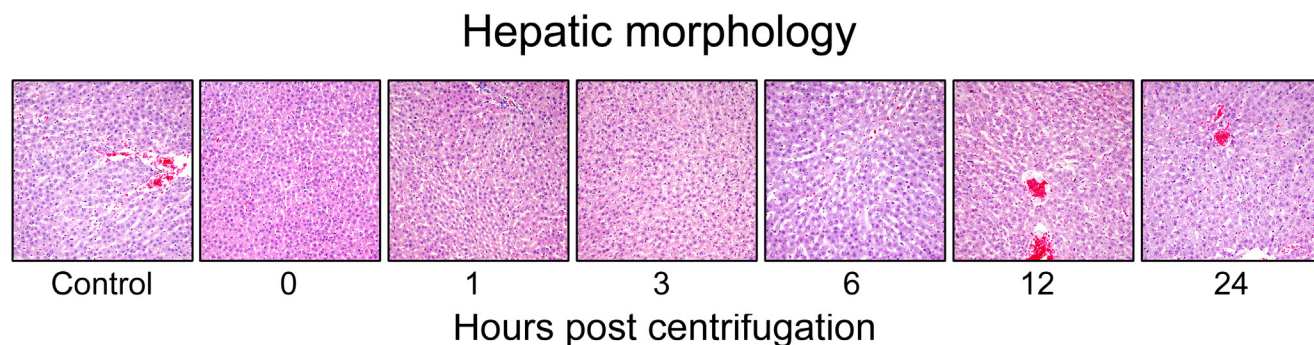 Hepatic morphology
Control 0 1 3 6 12 24
Hours post centrifugation